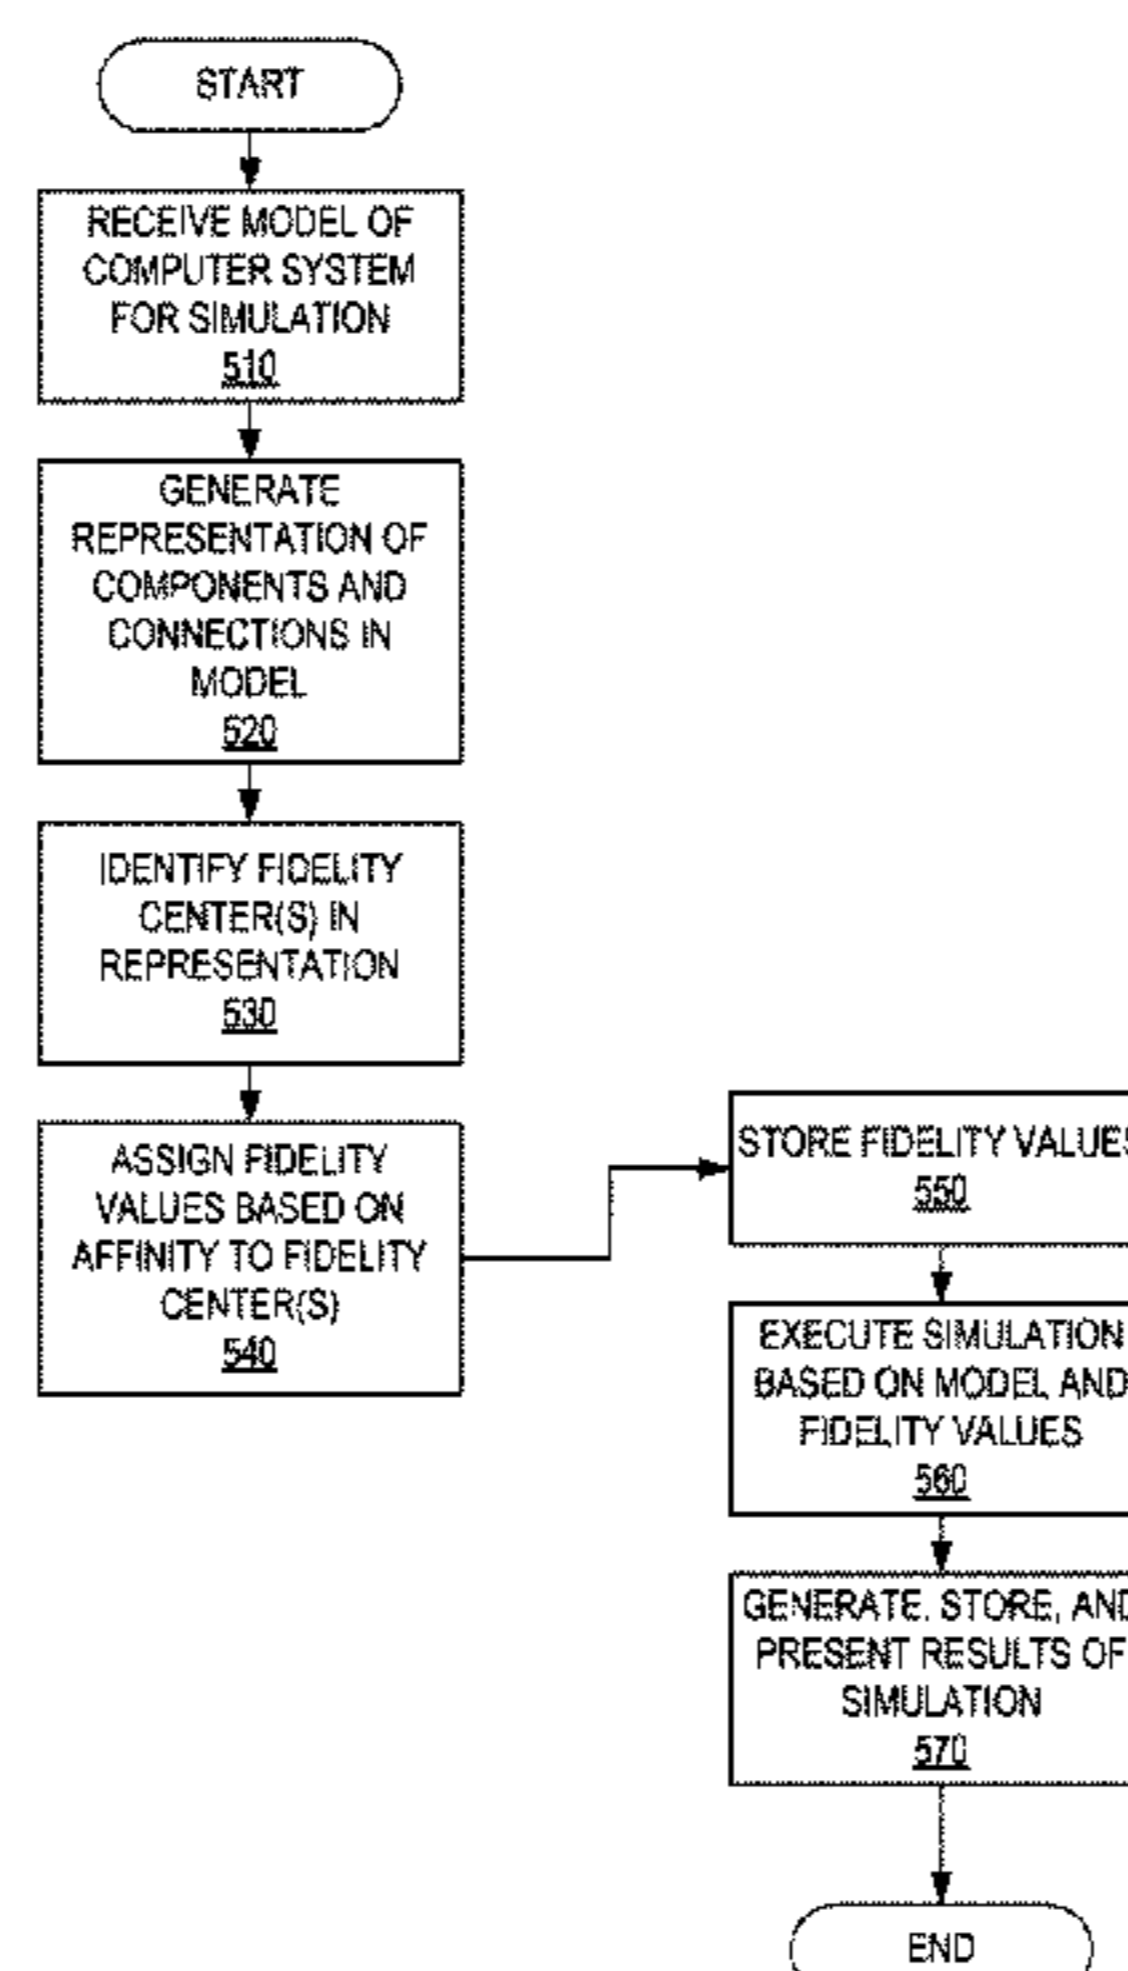 START
RECEIVE MODEL OF
COMPUTER SYSTEM
FOR SIMULATION
510
GENERATE
REPRESENTATION OF
COMPONENTS AND
CONNECTIONS IN
MODEL
520
IDENTIFY FIDELITY
CENTER(S) IN
REPRESENTATION
530
ASSIGN FIDELITY
VALUES BASED ON
AFFINITY TO FIDELITY
CENTER(S)
540
STORE FIDELITY VALUES
550
EXECUTE SIMULATION
BASED ON MODEL AND
FIDELITY VALUES
560
GENERATE, STORE, AND
PRESENT RESULTS OF
SIMULATION
570
END